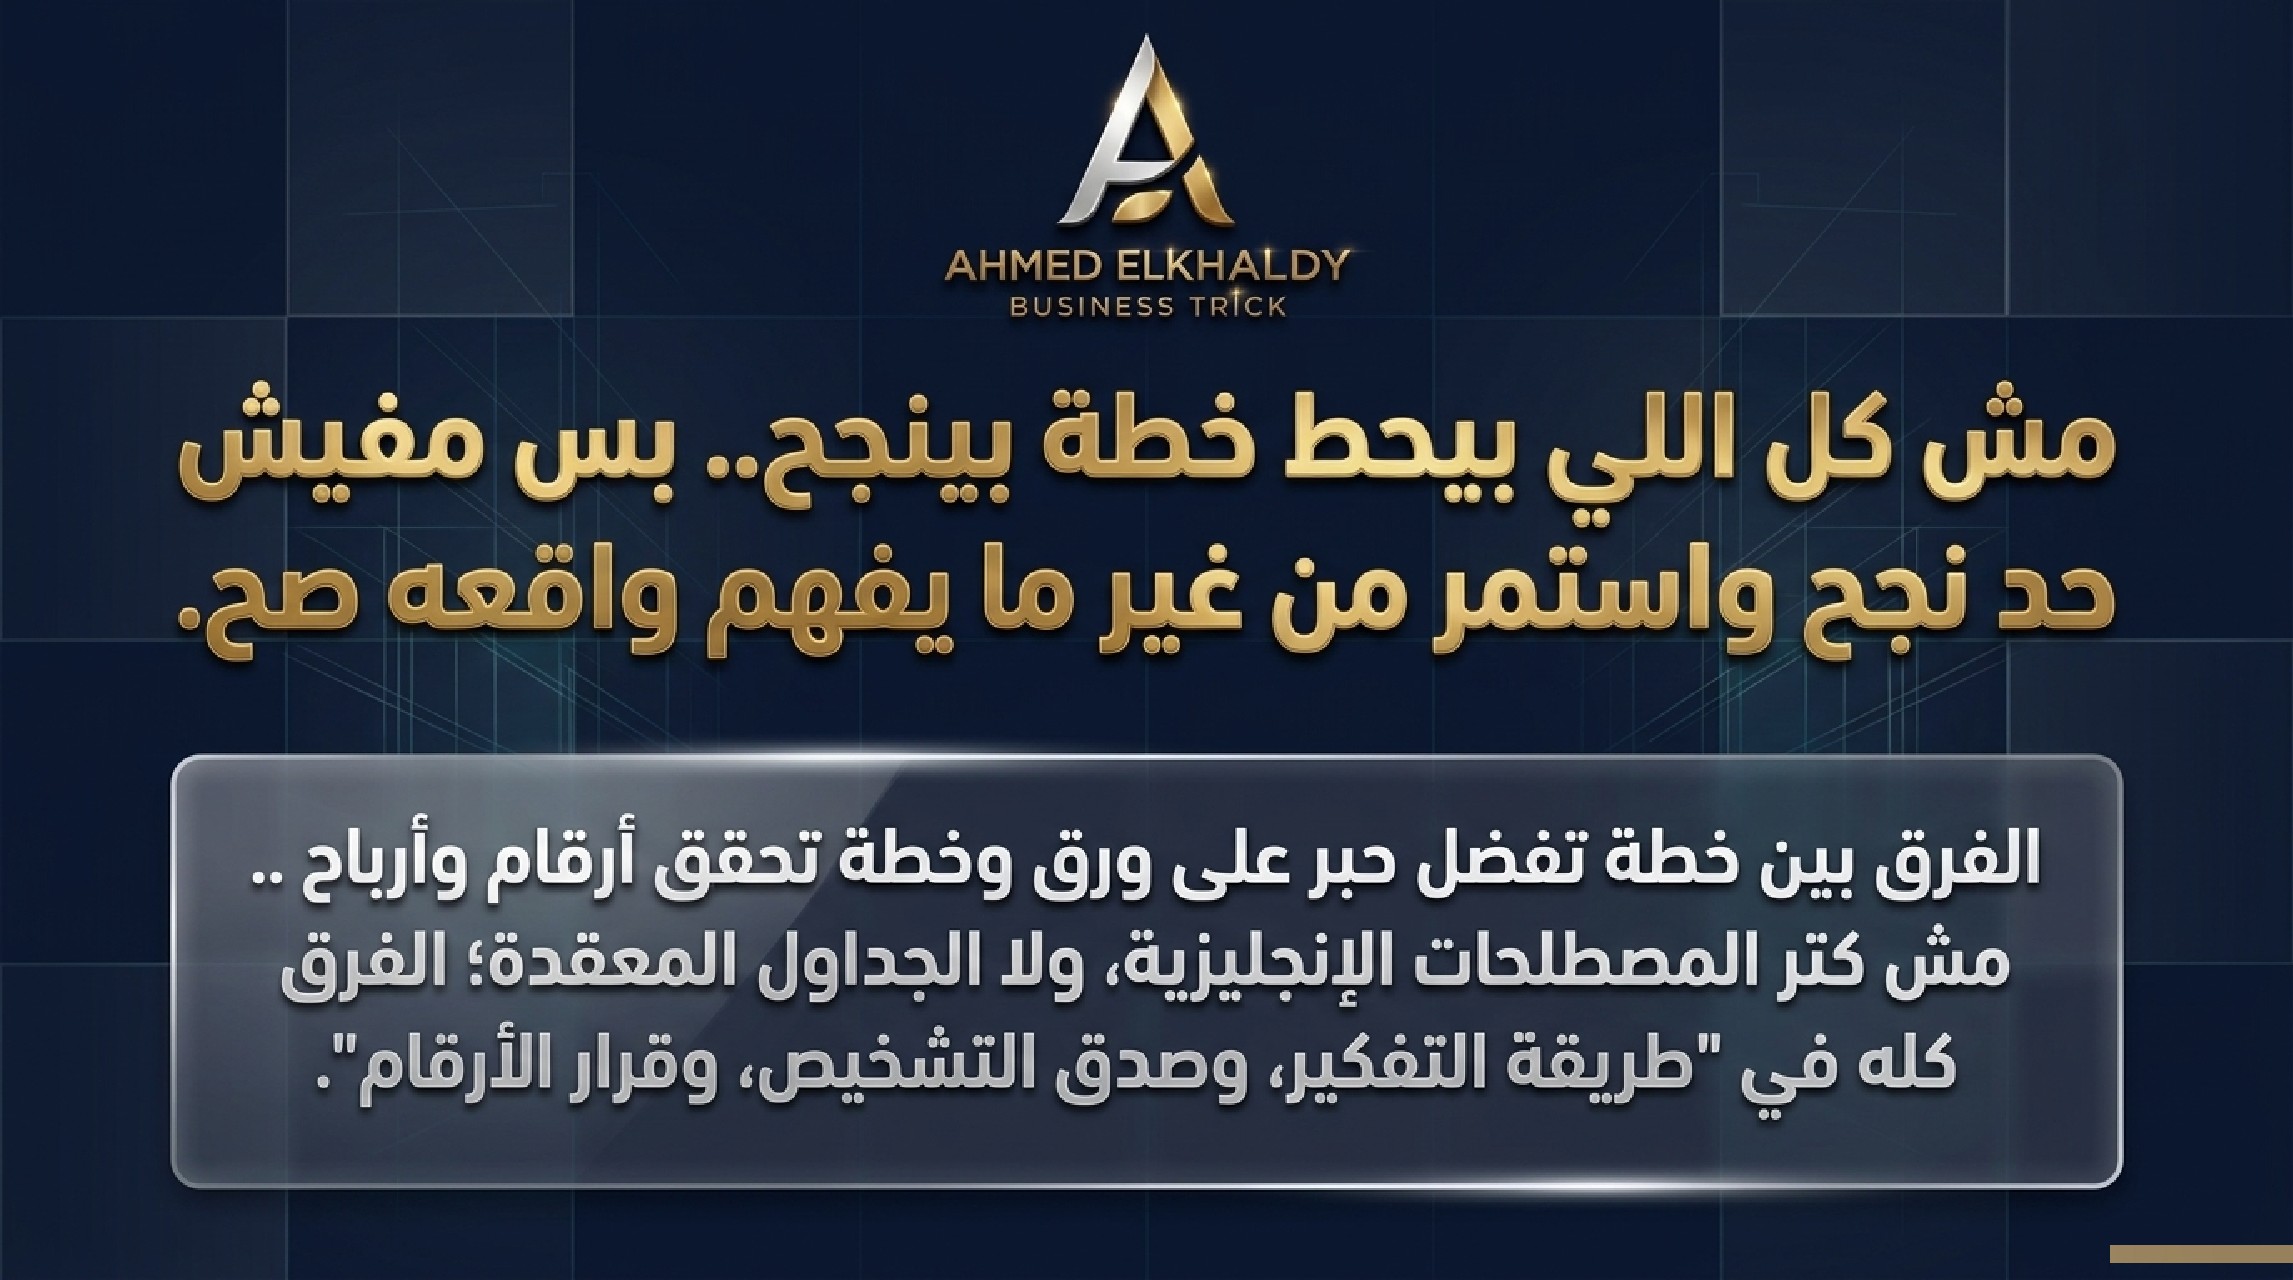 AHMED ELKHALDY
BUSINESS TRICK
مش كل اللي بيحط خطة بينجح.. بس مفيش
حد نجح واستمر من غير ما يفهم واقعه صح.
الفرق بين خطة تفضل حبر على ورق وخطة تحقق أرقام وأرباح ..
مش كتر المصطلحات الإنجليزية، ولا الجداول المعقدة؛ الفرق
كله في "طريقة التفكير، وصدق التشخيص، وقرار الأرقام".